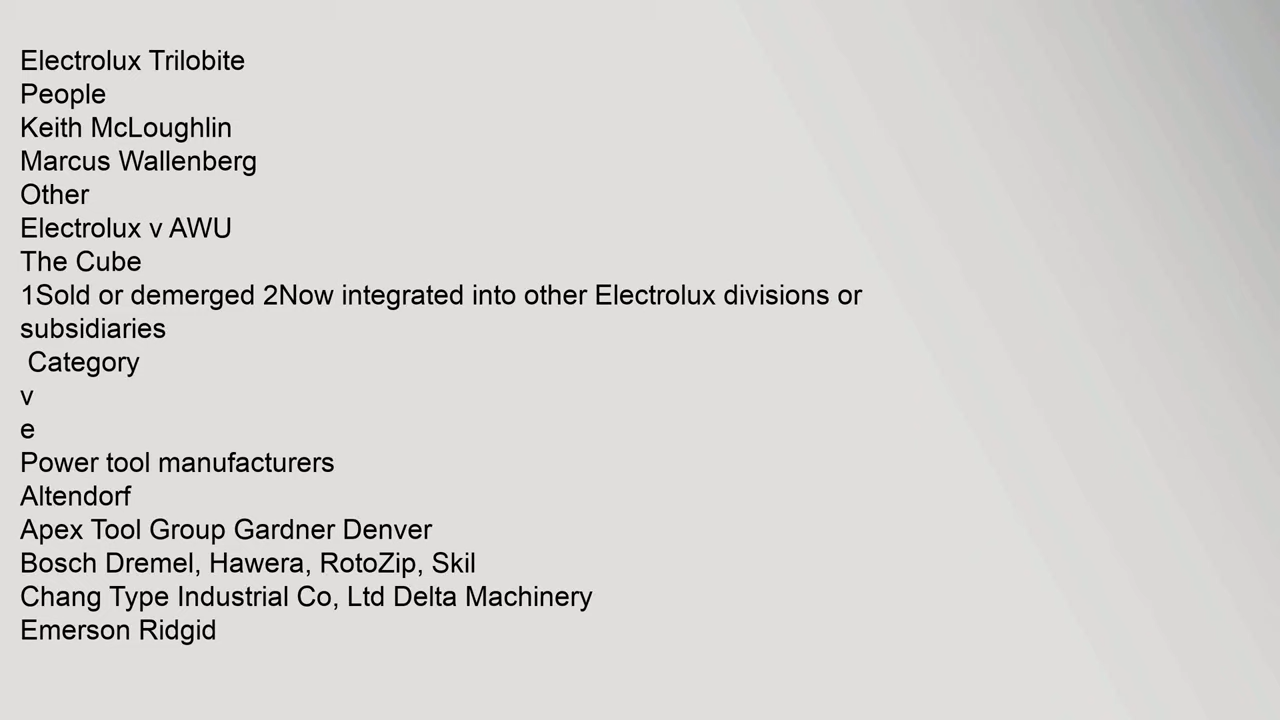 Electrolux Trilobite
People
Keith McLoughlin
Marcus Wallenberg
Other
Electrolux v AWU
The Cube
1Sold or demerged 2Now integrated into other Electrolux divisions or
subsidiaries
Category
v
e
Power tool manufacturers
Altendorf
Apex Tool Group Gardner Denver
Bosch Dremel, Hawera, RotoZip, Skil
Chang Type Industrial Co, Ltd Delta Machinery
Emerson Ridgid